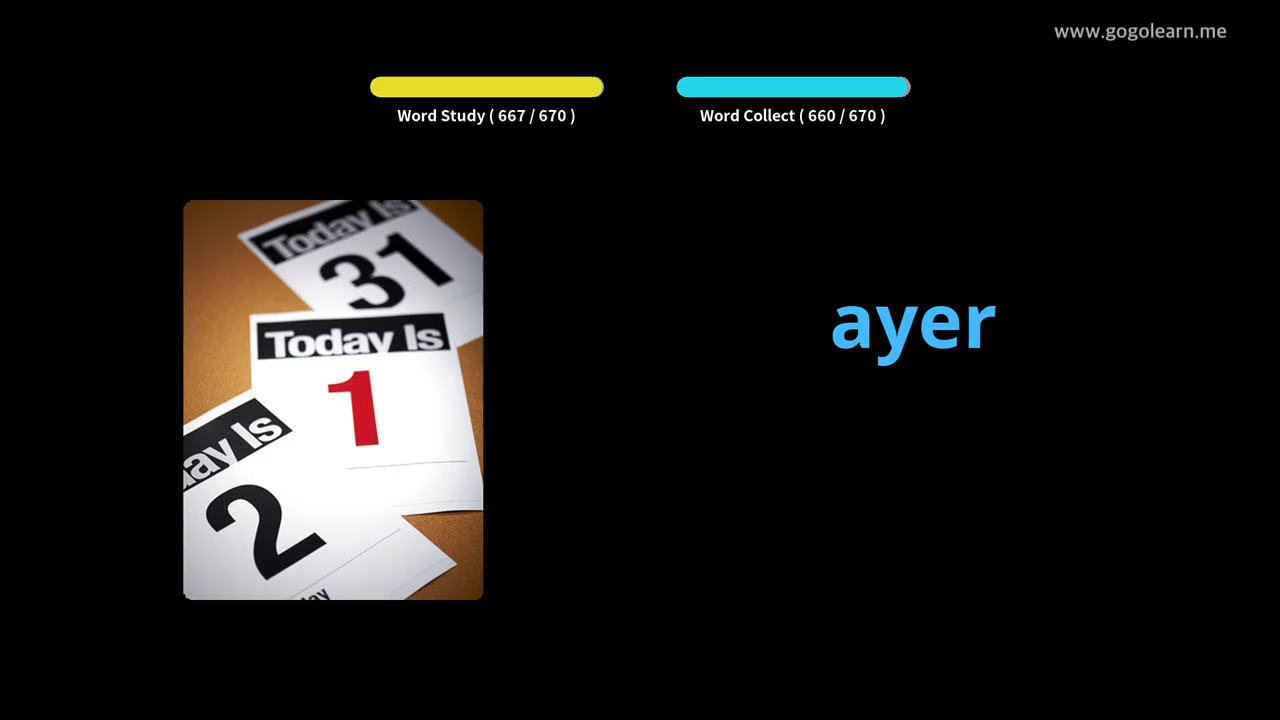 www.gogolearn.me
Word Study ( 667 / 670 )
Word Collect ( 660 / 670 )
Today Is
31
Today Is
1
ay Is
2
ayer